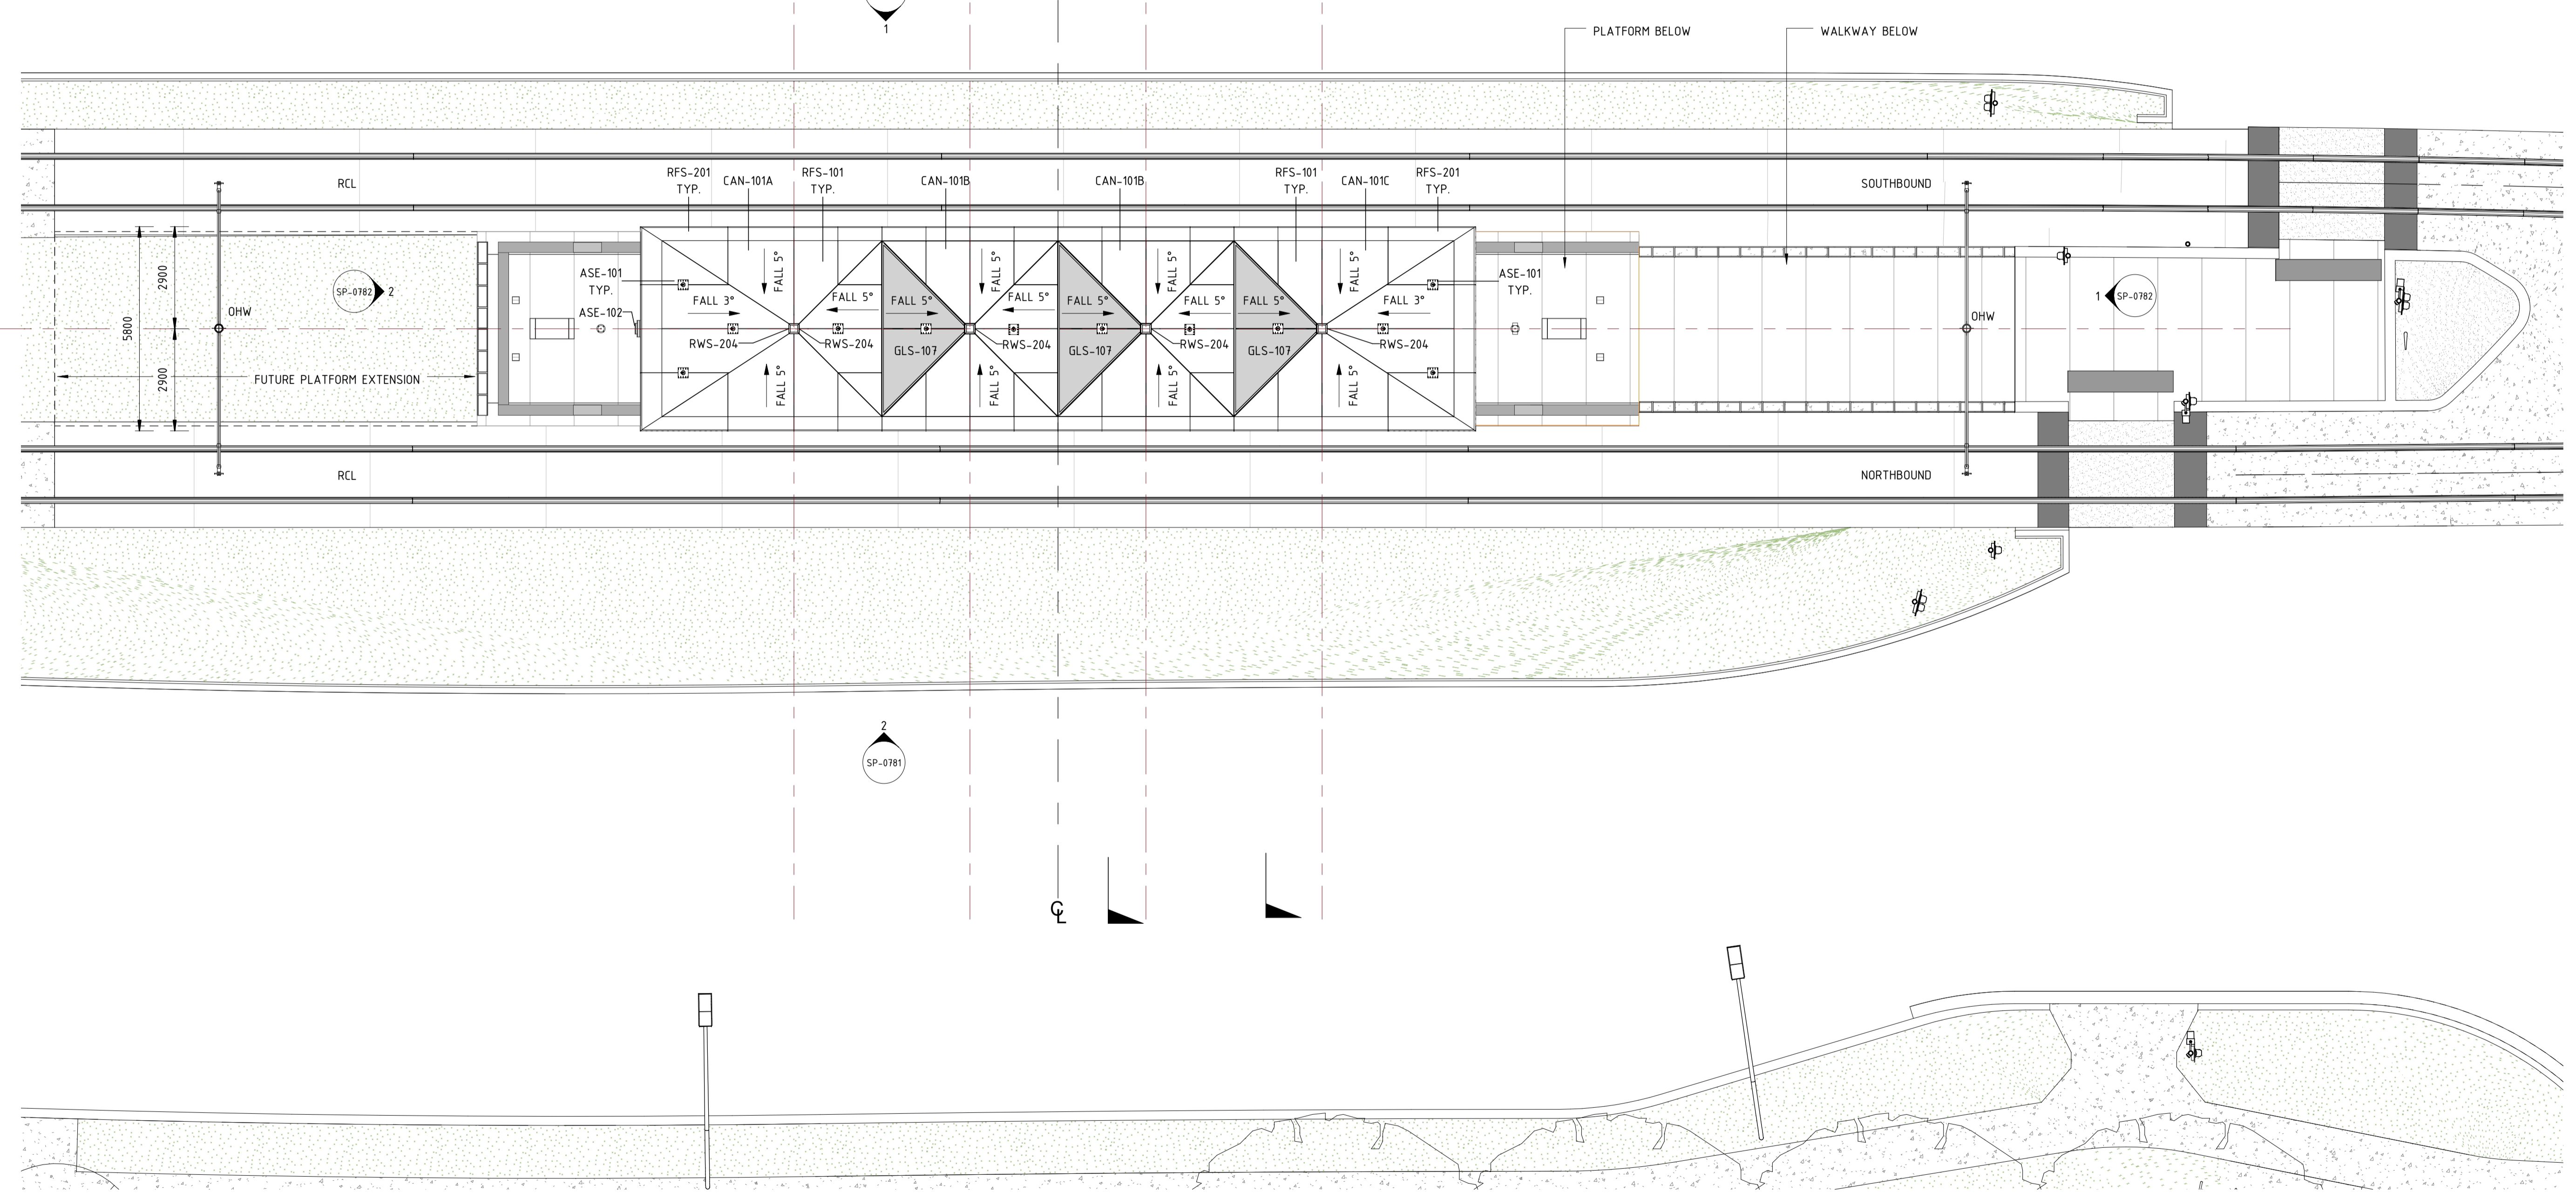 1
PLATFORM BELOW
WALKWAY BELOW
RCL
RFS-201
TYP.
CAN-101A
RFS-101
TYP.
CAN-101B
CAN-101B
RFS-101
TYP.
CAN-101C
RFS-201
TYP.
SOUTHBOUND
2900
5800
2900
OHW
SP-0782
2
ASE-101
TYP.
ASE-102
FALL 5°
FALL 5°
FALL 5°
FALL 5°
FALL 3°
FALL 5°
FALL 5°
FALL 5°
FALL 5°
FALL 5°
FALL 5°
FALL 3°
ASE-101
TYP.
1
SP-0782
OHW
RWS-204
RWS-204
GLS-107
RWS-204
GLS-107
RWS-204
GLS-107
RWS-204
FALL 5°
FALL 5°
FALL 5°
FALL 5°
FUTURE PLATFORM EXTENSION
RCL
NORTHBOUND
2
SP-0781
CL